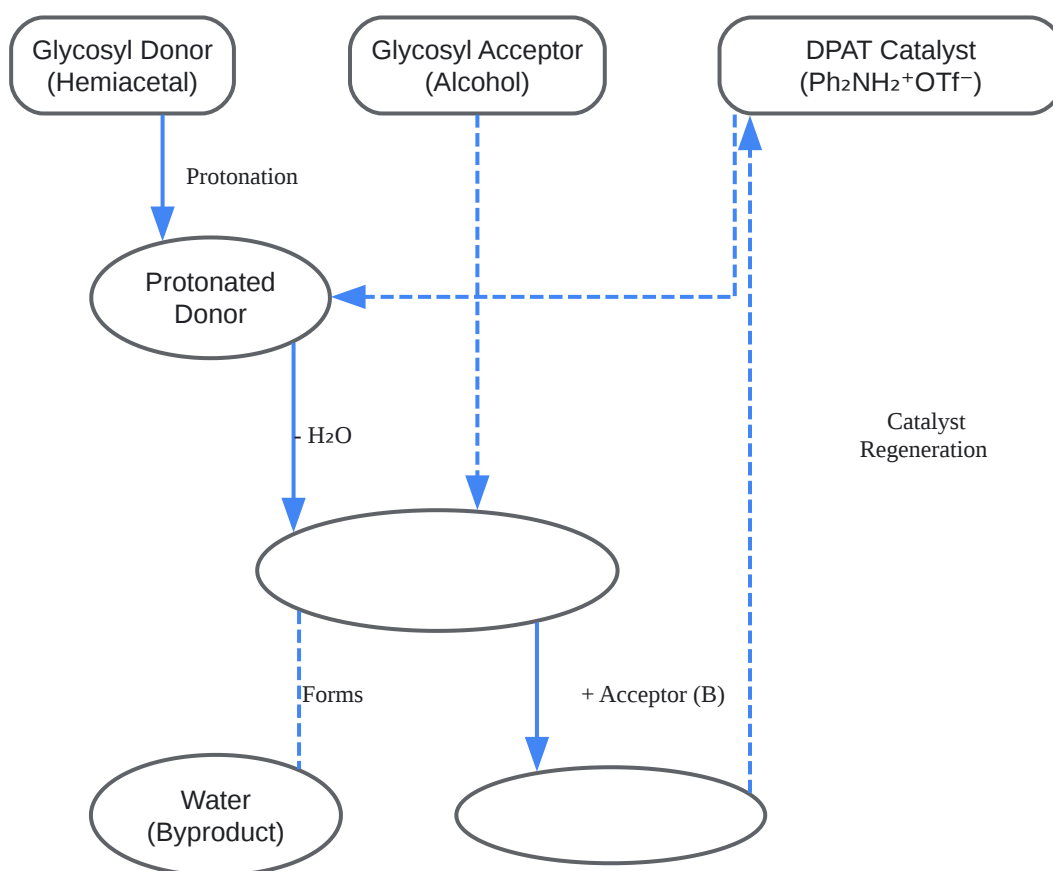 Glycosyl Donor
(Hemiacetal)
Glycosyl Acceptor
(Alcohol)
DPAT Catalyst
(Ph₂NH₂⁺OTf⁻)
Protonation
Protonated
Donor
- H₂O
Catalyst
Regeneration
Forms
+ Acceptor (B)
Water
(Byproduct)